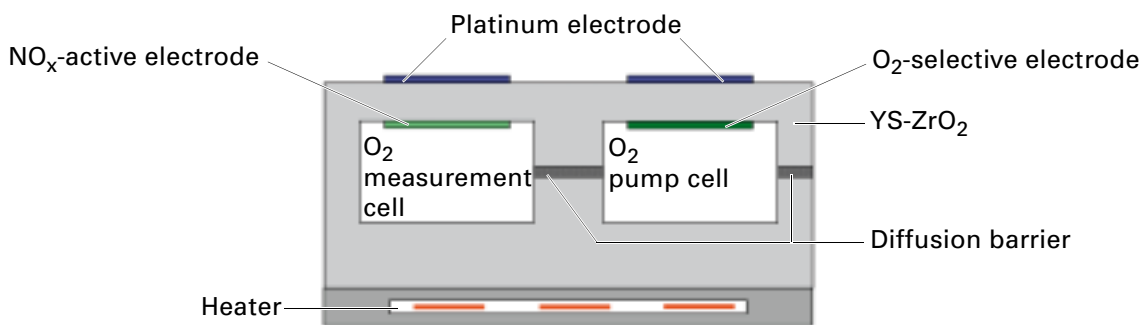 Platinum electrode
NOx-active electrode
O2-selective electrode
YS-ZrO2
O2
measurement
cell
O2
pump cell
Diffusion barrier
Heater